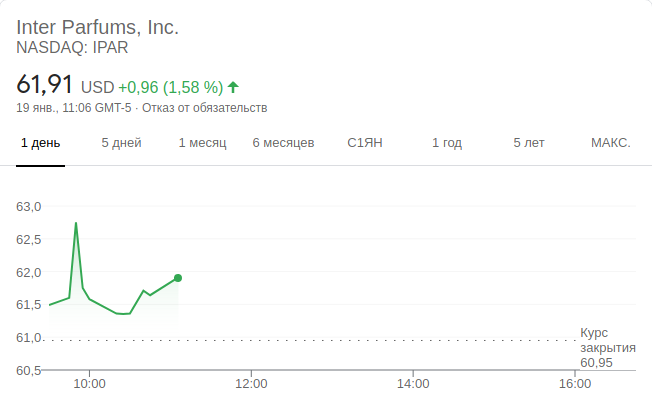 Inter Parfums, Inc.
NASDAQ: IPAR
61,91 USD +0,96 (1,58 %)
19 янв., 11:06 GMT-5 · Отказ от обязательств
1 день 5 дней 1 месяц 6 месяцев С1ЯН 1 год 5 лет МАКС.
63,0
62,5
62,0
61,5
61,0
60,5
Курс
закрытия
60,95
10:00 12:00 14:00 16:00